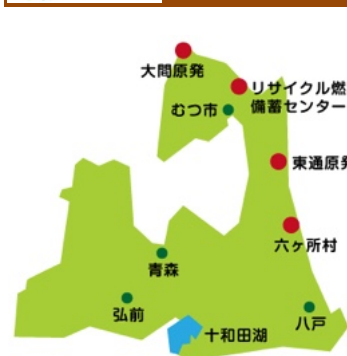 大間原発
リサイクル燃
備蓄センター
むつ市
東通原発
六ヶ所村
青森
弘前
八戸
十和田湖